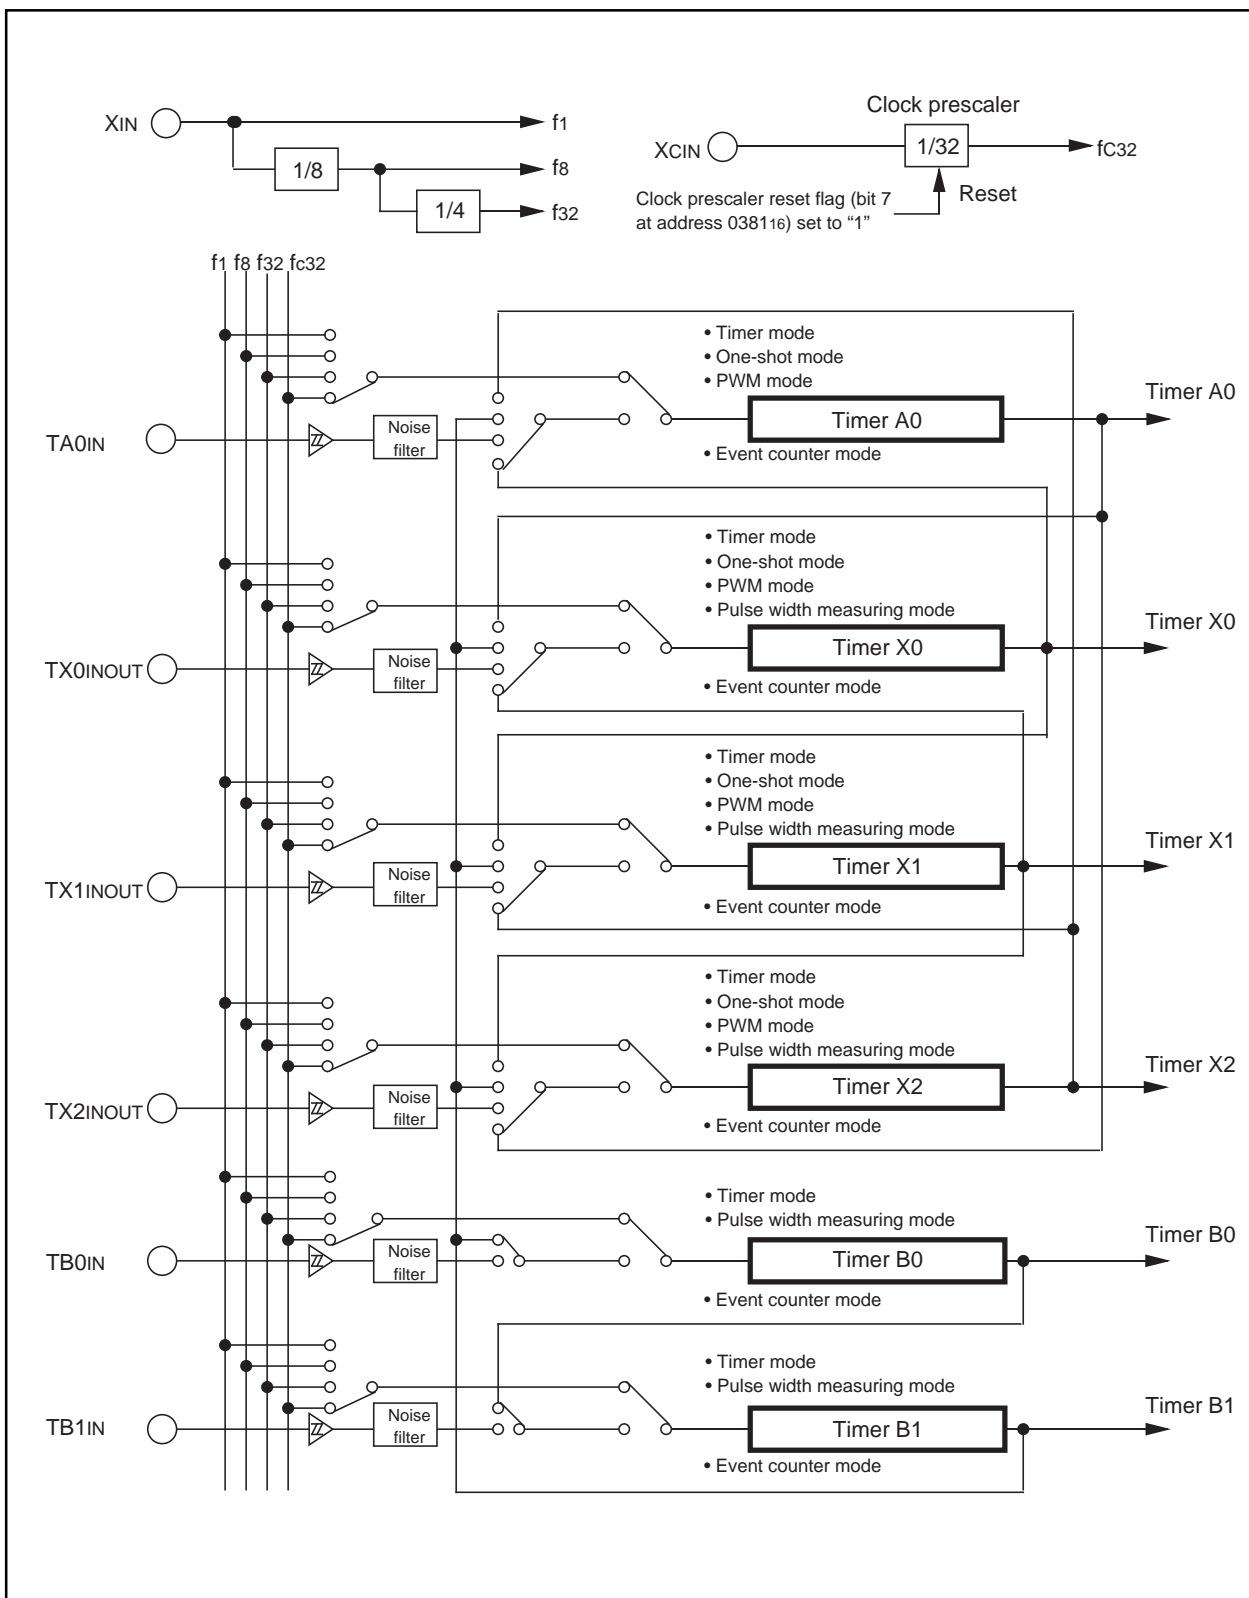 XIN
f1
1/8
f8
1/4
f32
Clock prescaler
XCIN
1/32
fC32
Clock prescaler reset flag (bit 7
at address 038116) set to “1”
Reset
f1 f8 f32 fc32
• Timer mode
• One-shot mode
• PWM mode
Timer A0
Timer A0
TA0IN
Noise
filter
• Event counter mode
• Timer mode
• One-shot mode
• PWM mode
• Pulse width measuring mode
Timer X0
Timer X0
TX0INOUT
Noise
filter
• Event counter mode
• Timer mode
• One-shot mode
• PWM mode
• Pulse width measuring mode
Timer X1
Timer X1
TX1INOUT
Noise
filter
• Event counter mode
• Timer mode
• One-shot mode
• PWM mode
• Pulse width measuring mode
Timer X2
Timer X2
TX2INOUT
Noise
filter
• Event counter mode
• Timer mode
• Pulse width measuring mode
Timer B0
Timer B0
TB0IN
Noise
filter
• Event counter mode
• Timer mode
• Pulse width measuring mode
Timer B1
Timer B1
TB1IN
Noise
filter
• Event counter mode